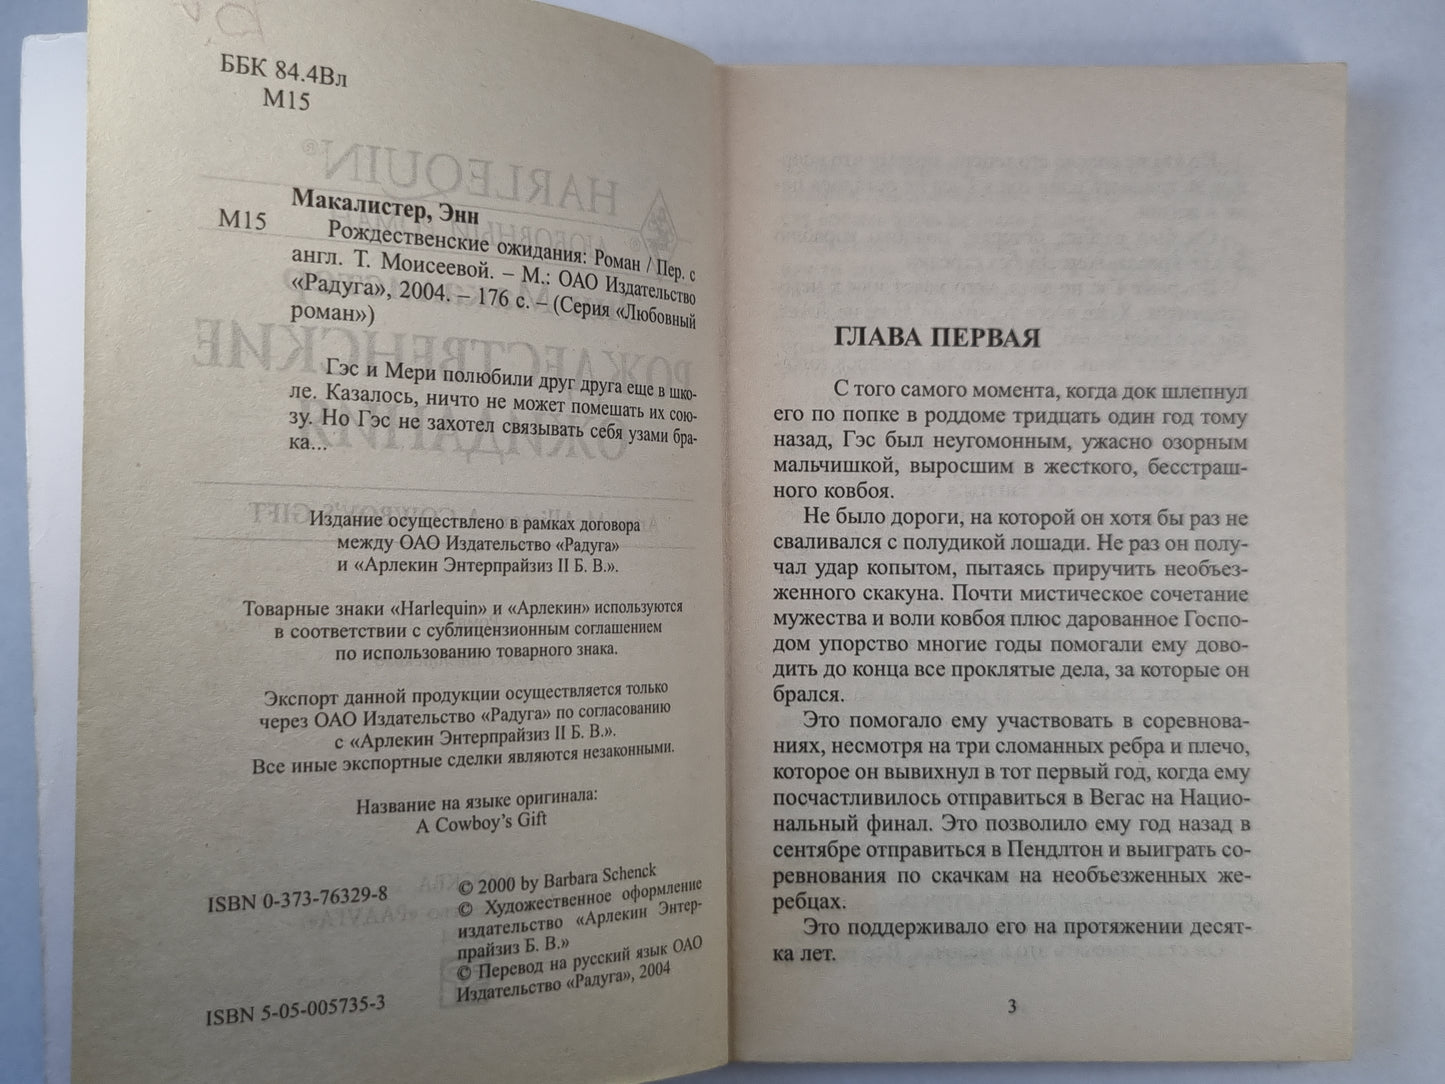 ББК 84.4Вл
М15
Макалистер, Энн
М15
Рождественские ожидания: Роман / Пер. с
англ. Т. Моисеевой. – М.: ОАО Издательство
«Радуга», 2004. – 176 с. – (Серия «Любовный
роман»)
Гэс и Мери полюбили друг друга еще в шко-
ле. Казалось, ничто не может помешать их сою-
зу. Но Гэс не захотел связывать себя узами бра-
ка...
Издание осуществлено в рамках договора
между ОАО Издательство «Радуга»
и «Арлекин Энтерпрайзиз II Б. В.».
Товарные знаки «Harlequin» и «Арлекин» используются
в соответствии с сублицензионным соглашением
по использованию товарного знака.
Экспорт данной продукции осуществляется только
через ОАО Издательство «Радуга» по согласованию
с «Арлекин Энтерпрайзиз II Б. В.».
Все иные экспортные сделки являются незаконными.
Название на языке оригинала:
A Cowboy's Gift
ISBN 0-373-76329-8
© 2000 by Barbara Schenck
© Художественное оформление
издательство «Арлекин Энтер-
прайзиз Б. В.»
© Перевод на русский язык ОАО
Издательство «Радуга», 2004
ISBN 5-05-005735-3
ГЛАВА ПЕРВАЯ
С того самого момента, когда док шлепнул
его по попке в роддоме тридцать один год тому
назад, Гэс был неугомонным, ужасно озорным
мальчишкой, выросшим в жесткого, бесстраш-
ного ковбоя.
Не было дороги, на которой он хотя бы раз не
сваливался с полудикой лошади. Не раз он полу-
чал удар копытом, пытаясь приручить необъез-
женного скакуна. Почти мистическое сочетание
мужества и воли ковбоя плюс дарованное Госпо-
дом упорство многие годы помогали ему дово-
дить до конца все проклятые дела, за которые он
брался.
Это помогало ему участвовать в соревнова-
ниях, несмотря на три сломанных ребра и плечо,
которое он вывихнул в тот первый год, когда ему
посчастливилось отправиться в Вегас на Нацио-
нальный финал. Это позволило ему год назад в
сентябре отправиться в Пендлтон и выиграть со-
ревнования по скачкам на необъезженных же-
ребцах.
Это поддерживало его на протяжении десят-
ка лет.
3